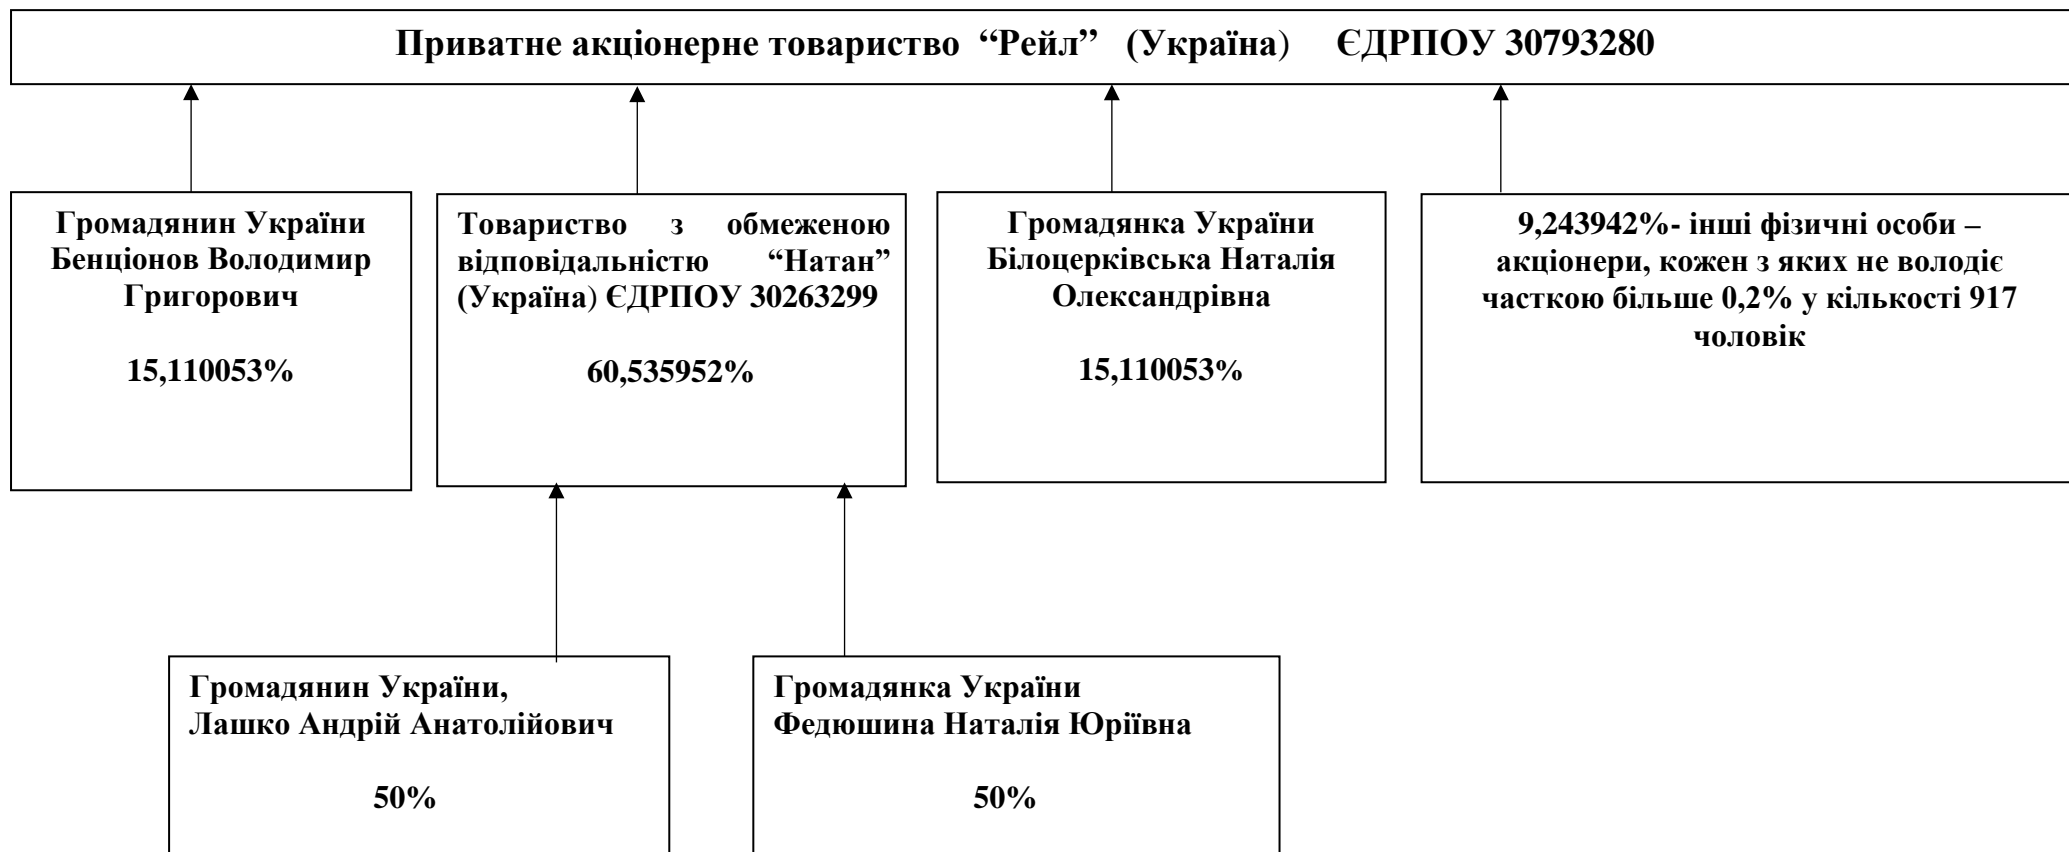 Приватне акціонерне товариство “Рейл” (Україна) ЄДРПОУ 30793280
Громадянин України
Бенціонов Володимир
Григорович
15,110053%
Товариство з обмеженою
відповідальністю “Натан”
(Україна) ЄДРПОУ 30263299
60,535952%
Громадянка України
Білоцерківська Наталія
Олександрівна
15,110053%
9,243942%- інші фізичні особи –
акціонери, кожен з яких не володіє
часткою більше 0,2% у кількості 917
чоловік
Громадянин України,
Лашко Андрій Анатолійович
50%
Громадянка України
Федюшина Наталія Юріївна
50%